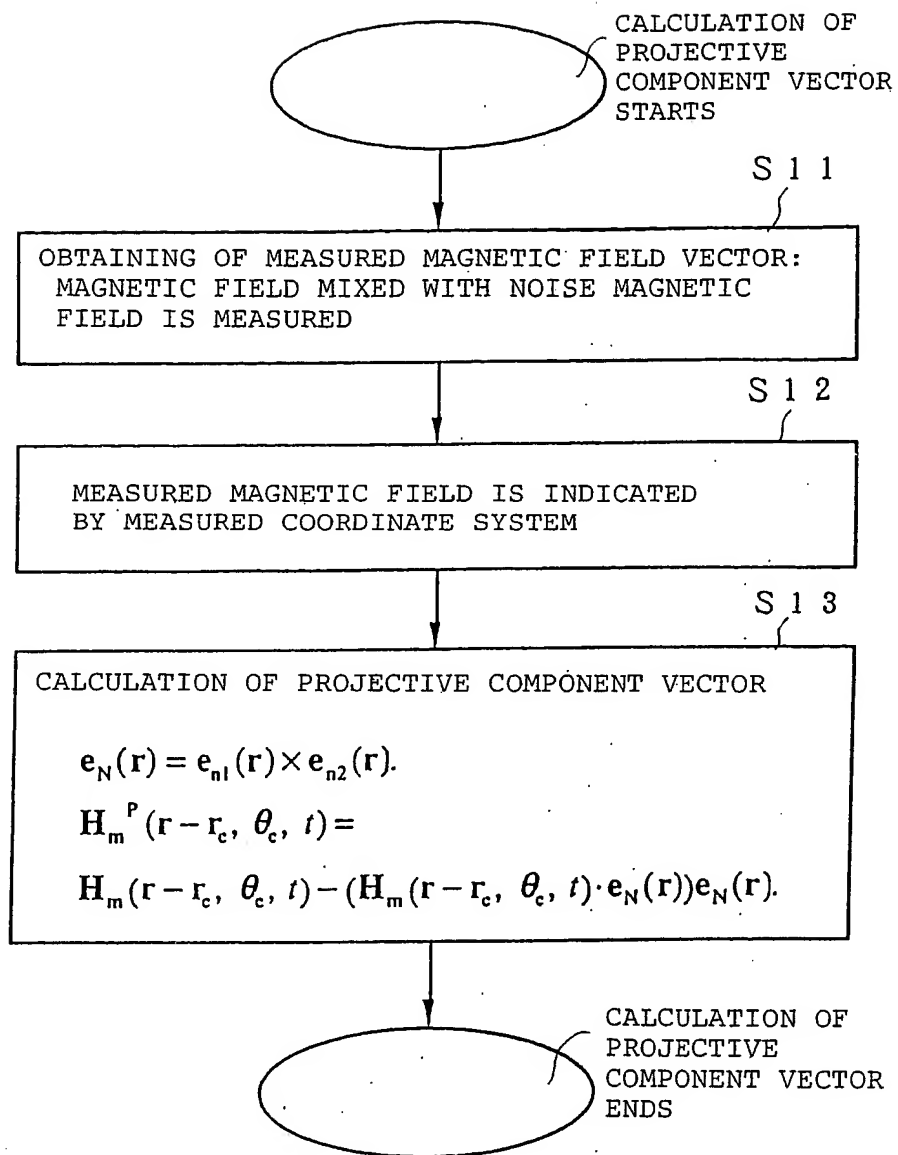 CALCULATION OF
PROJECTIVE
COMPONENT VECTOR
STARTS
S11
OBTAINING OF MEASURED MAGNETIC FIELD VECTOR:
MAGNETIC FIELD MIXED WITH NOISE MAGNETIC
FIELD IS MEASURED
S12
MEASURED MAGNETIC FIELD IS INDICATED
BY MEASURED COORDINATE SYSTEM
S13
CALCULATION OF PROJECTIVE COMPONENT VECTOR
e_N(r) = e_n1(r) × e_n2(r).
H_m^P(r − r_c, θ_c, t) =
H_m(r − r_c, θ_c, t) − (H_m(r − r_c, θ_c, t)·e_N(r))e_N(r).
CALCULATION OF
PROJECTIVE
COMPONENT VECTOR
ENDS